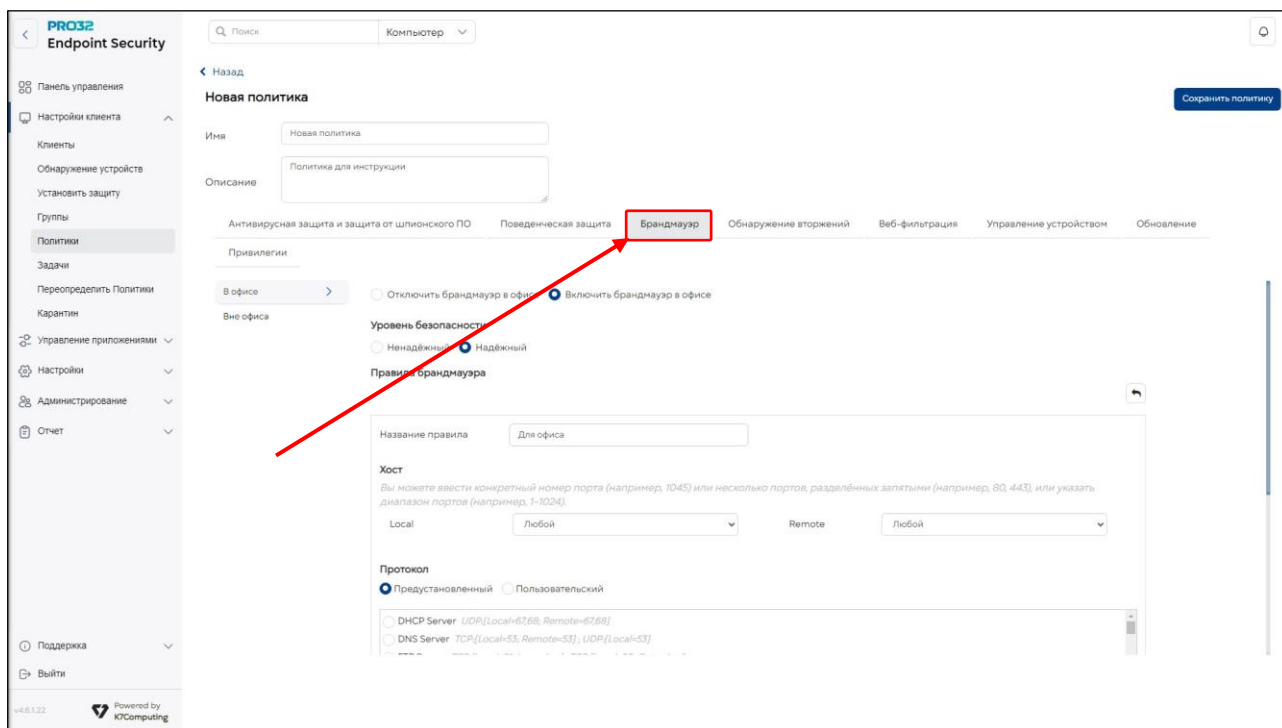 PRO32
Endpoint Security
Поиск
Компьютер
Назад
Панель управления
Новая политика
Сохранить политику
Настройки клиента
Имя
Новая политика
Клиенты
Обнаружение устройств
Описание
Политика для инструкции
Установить защиту
Группы
Антивирусная защита и защита от шпионского ПО Поведенческая защита Брандмауэр Обнаружение вторжений Веб-фильтрация Управление устройством Обновление
Политики
Привилегии
Задачи
Переопределить Политики
В офисе
Отключить брандмауэр в офисе Включить брандмауэр в офисе
Карантин
Вне офиса
Уровень безопасности
Управление приложениями
Ненадёжный Надёжный
Настройки
Правила брандмауэра
Администрирование
Отчет
Название правила Для офиса
Хост
Вы можете ввести конкретный номер порта (например, 1045) или несколько портов, разделённых запятыми (например, 80, 443), или указать
диапазон портов (например, 1-1024).
Local Любой Remote Любой
Протокол
Предустановленный Пользовательский
DHCP Server UDP:[Local=67,68; Remote=67,68]
DNS Server TCP:[Local=53; Remote=53] ; UDP:[Local=53]
Поддержка
Выйти
v4.6.1.22
Powered by
K7Computing